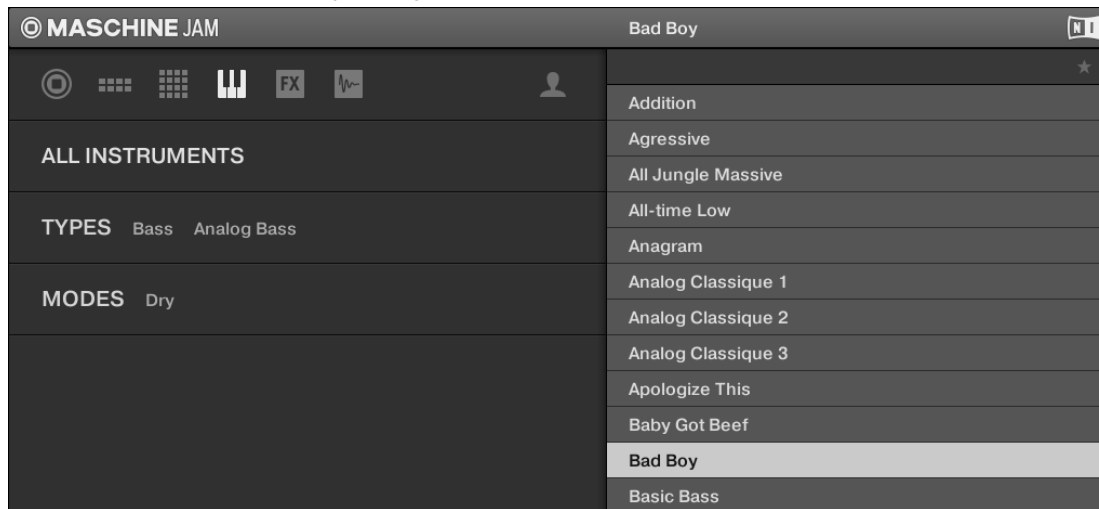 MASCHINE JAM
Bad Boy
NI
FX
ALL INSTRUMENTS
TYPES Bass Analog Bass
MODES Dry
Addition
Agressive
All Jungle Massive
All-time Low
Anagram
Analog Classique 1
Analog Classique 2
Analog Classique 3
Apologize This
Baby Got Beef
Bad Boy
Basic Bass